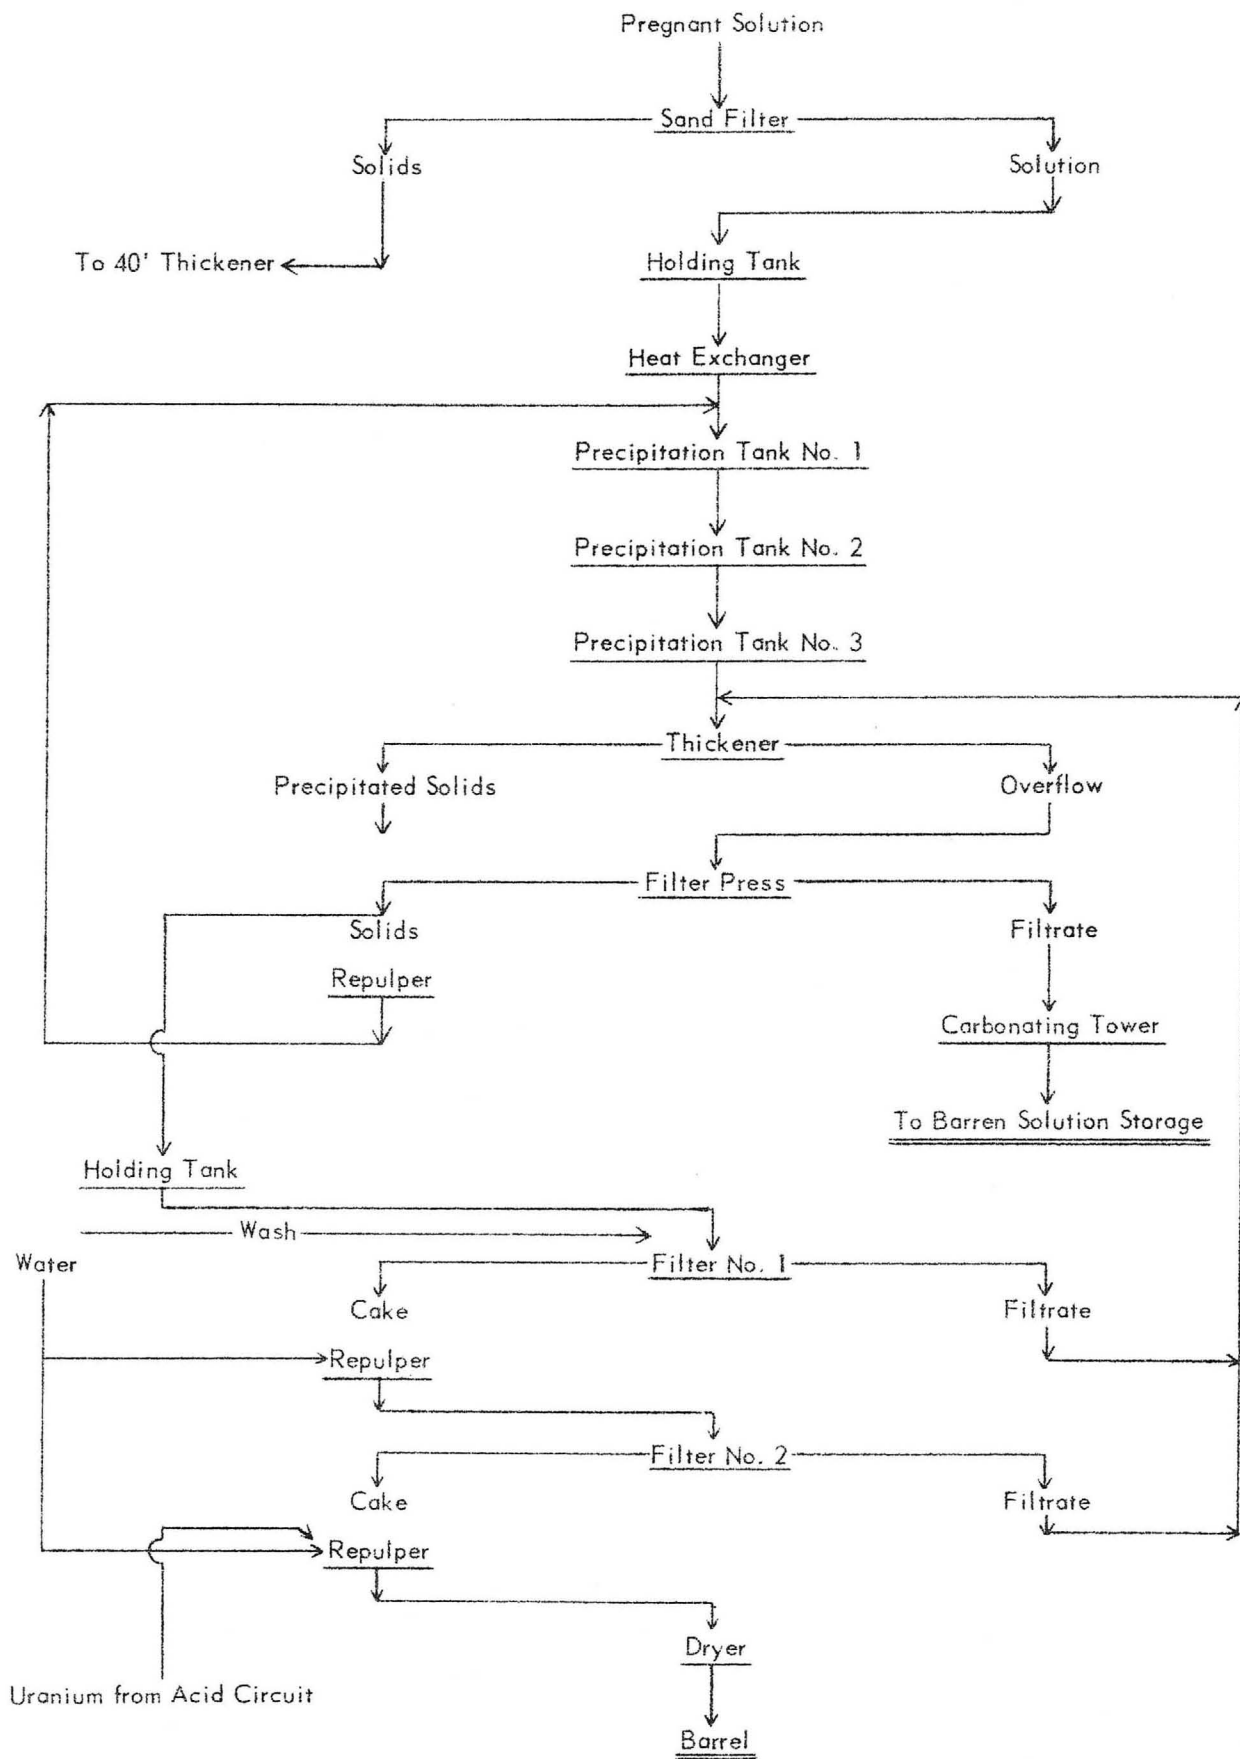 Pregnant Solution
Sand Filter
Solids
Solution
To 40' Thickener
Holding Tank
Heat Exchanger
Precipitation Tank No. 1
Precipitation Tank No. 2
Precipitation Tank No. 3
Thickener
Precipitated Solids
Overflow
Filter Press
Solids
Filtrate
Repulper
Carbonating Tower
To Barren Solution Storage
Holding Tank
Wash
Water
Filter No. 1
Cake
Filtrate
Repulper
Filter No. 2
Cake
Filtrate
Repulper
Dryer
Uranium from Acid Circuit
Barrel